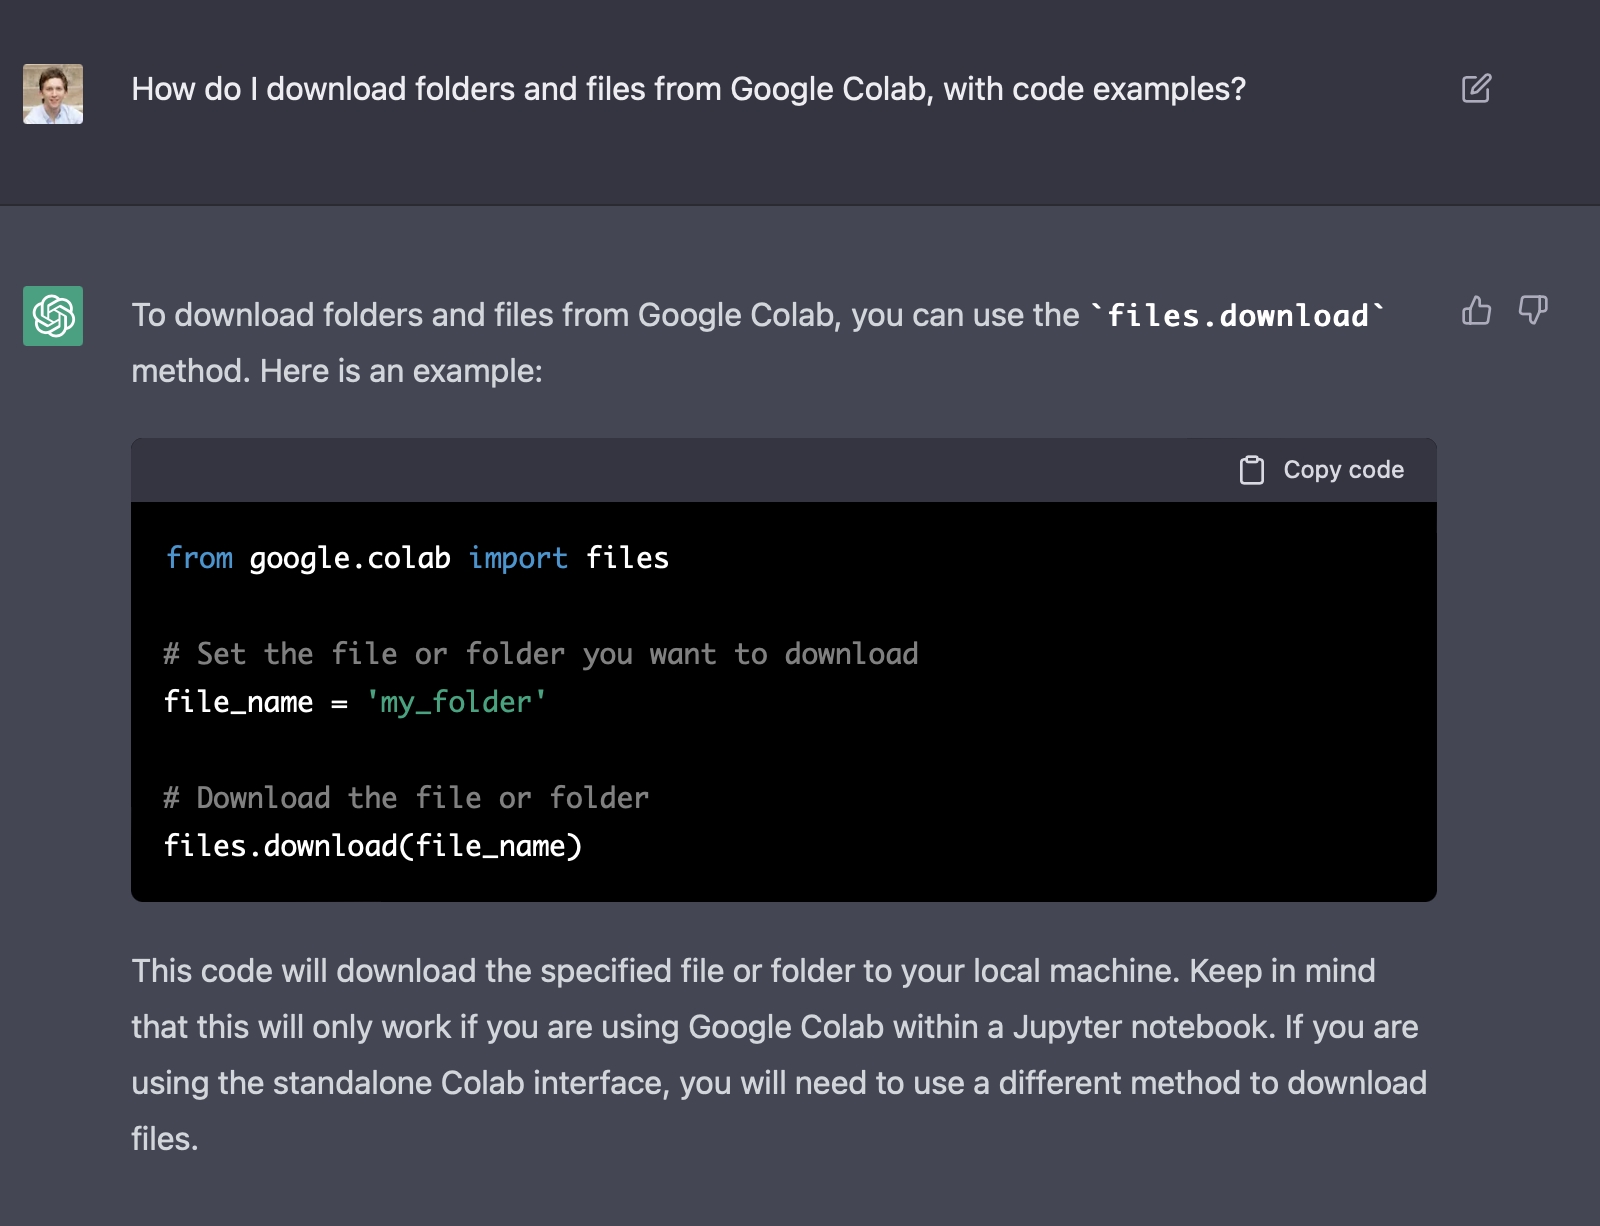 How do I download folders and files from Google Colab, with code examples?
To download folders and files from Google Colab, you can use the `files.download`
method. Here is an example:
Copy code
from google.colab import files
# Set the file or folder you want to download
file_name = 'my_folder'
# Download the file or folder
files.download(file_name)
This code will download the specified file or folder to your local machine. Keep in mind
that this will only work if you are using Google Colab within a Jupyter notebook. If you are
using the standalone Colab interface, you will need to use a different method to download
files.